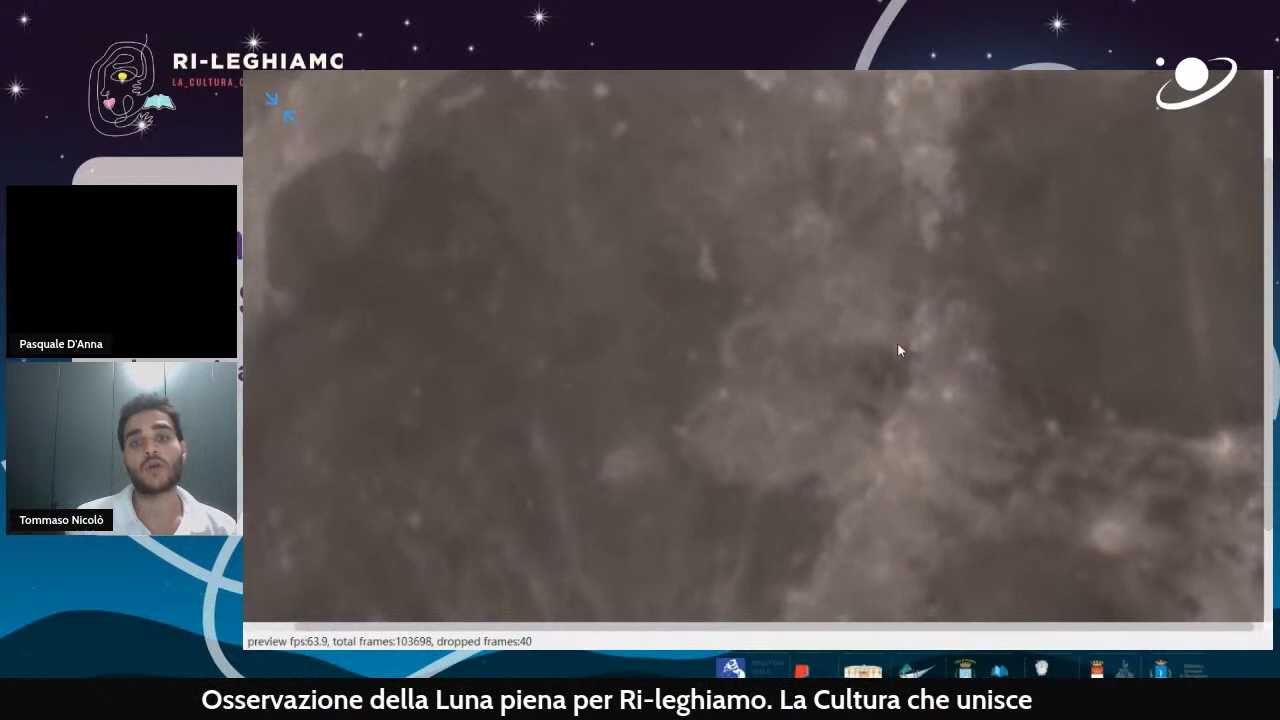 RI-LEGHIAMO
LA_CULTURA_C
Pasquale D'Anna
Tommaso Nicolò
preview fps:63.9, total frames:103698, dropped frames:40
Osservazione della Luna piena per Ri-leghiamo. La Cultura che unisce